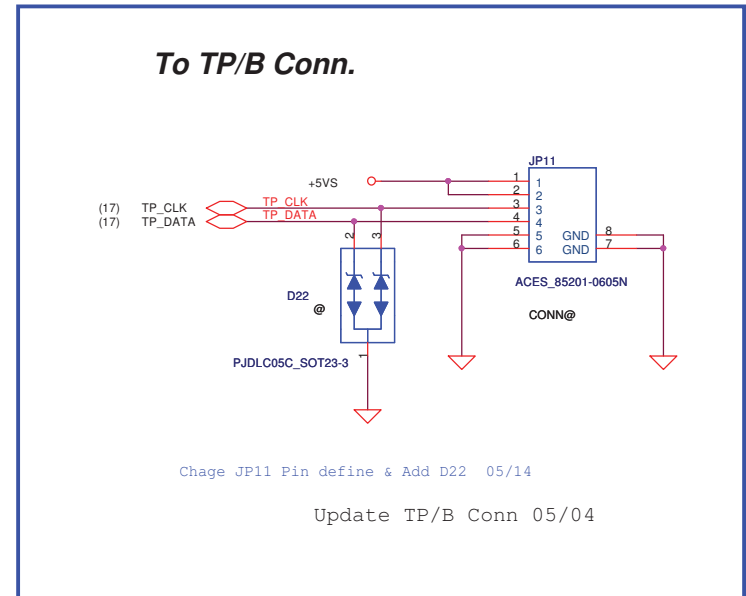 To TP/B Conn.
JP11
+5VS
1 1
2 2
(17) TP_CLK TP_CLK 3 3
(17) TP_DATA TP_DATA 4 4
5 5 GND 8
6 6 GND 7
2 3
D22
@
ACES_85201-0605N
CONN@
1
PJDLC05C_SOT23-3
Chage JP11 Pin define & Add D22 05/14
Update TP/B Conn 05/04